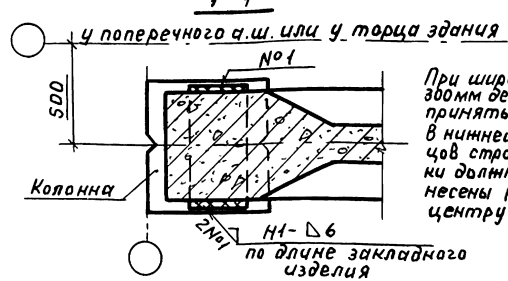 у поперечного а.ш. или у торца здания
№1
500
При шир
300мм де
принять
в нижней
цов стро
ки должн
несены
центру
Колонна
2№1
Н1-⊿6
по длине закладного
изделия